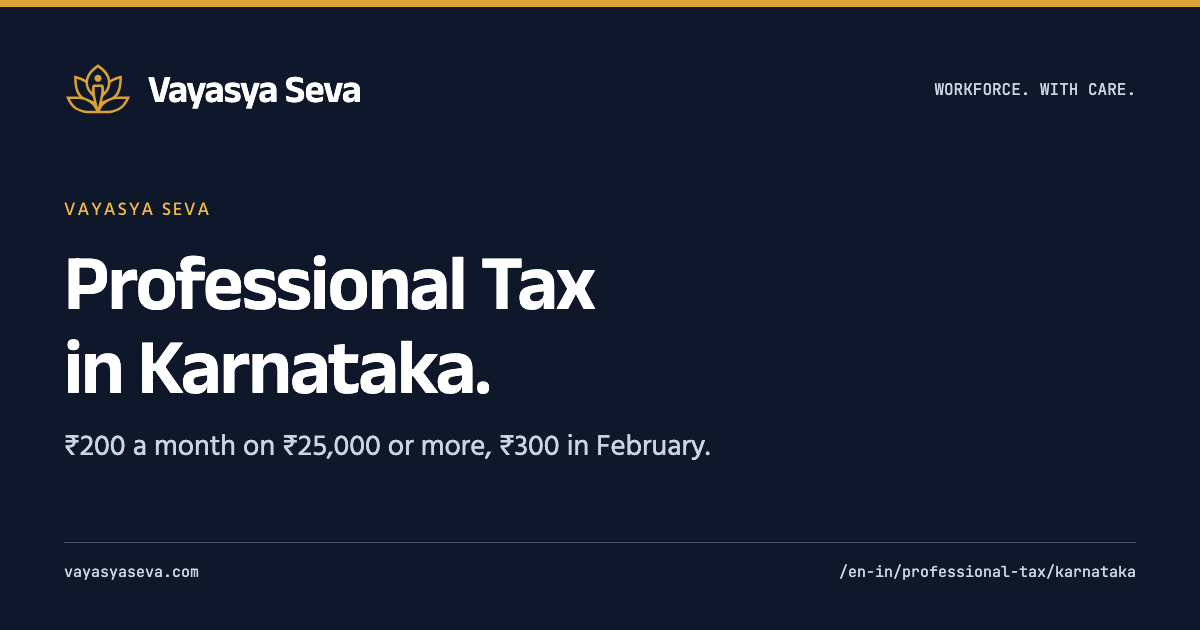 Vayasya Seva
WORKFORCE. WITH CARE.
VAYASYA SEVA
Professional Tax
in Karnataka.
₹200 a month on ₹25,000 or more, ₹300 in February.
vayasyaseva.com
/en-in/professional-tax/karnataka